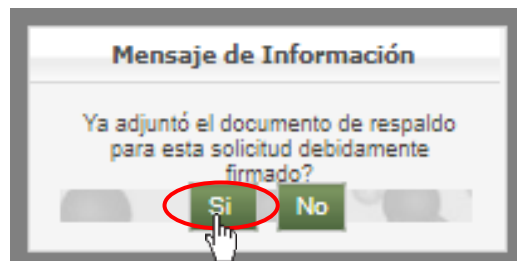 Mensaje de Información
Ya adjuntó el documento de respaldo
para esta solicitud debidamente
firmado?
Si No